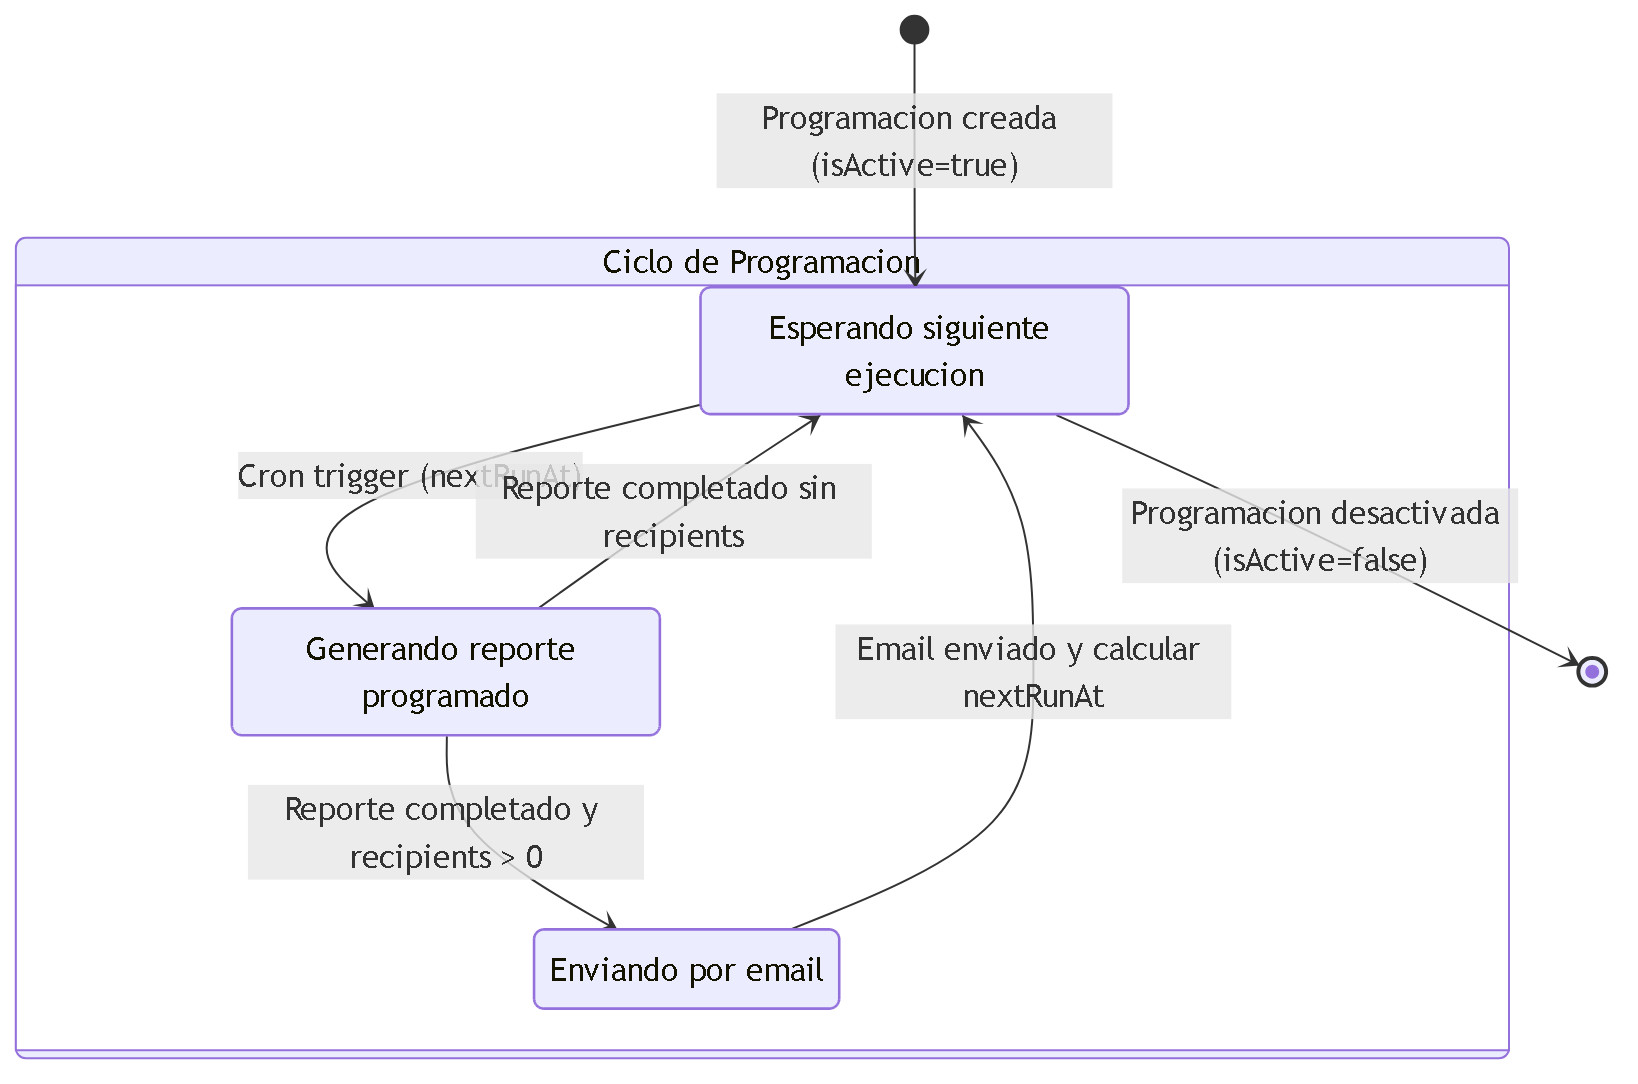 Programacion creada
(isActive=true)
Ciclo de Programacion
Esperando siguiente
ejecucion
Cron trigger (nextRunAt)
Reporte completado sin
recipients
Programacion desactivada
(isActive=false)
Generando reporte
programado
Email enviado y calcular
nextRunAt
Reporte completado y
recipients > 0
Enviando por email